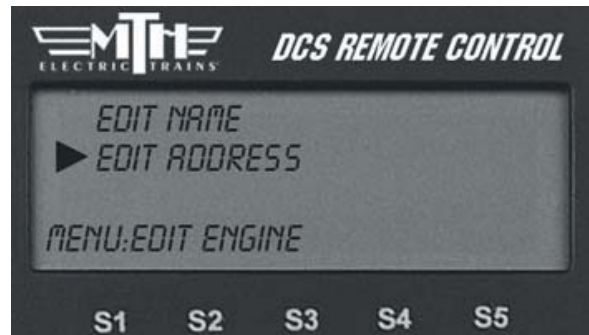 MTH
ELECTRIC TRAINS
DCS REMOTE CONTROL
EDIT NAME
EDIT ADDRESS
MENU:EDIT ENGINE
S1 S2 S3 S4 S5